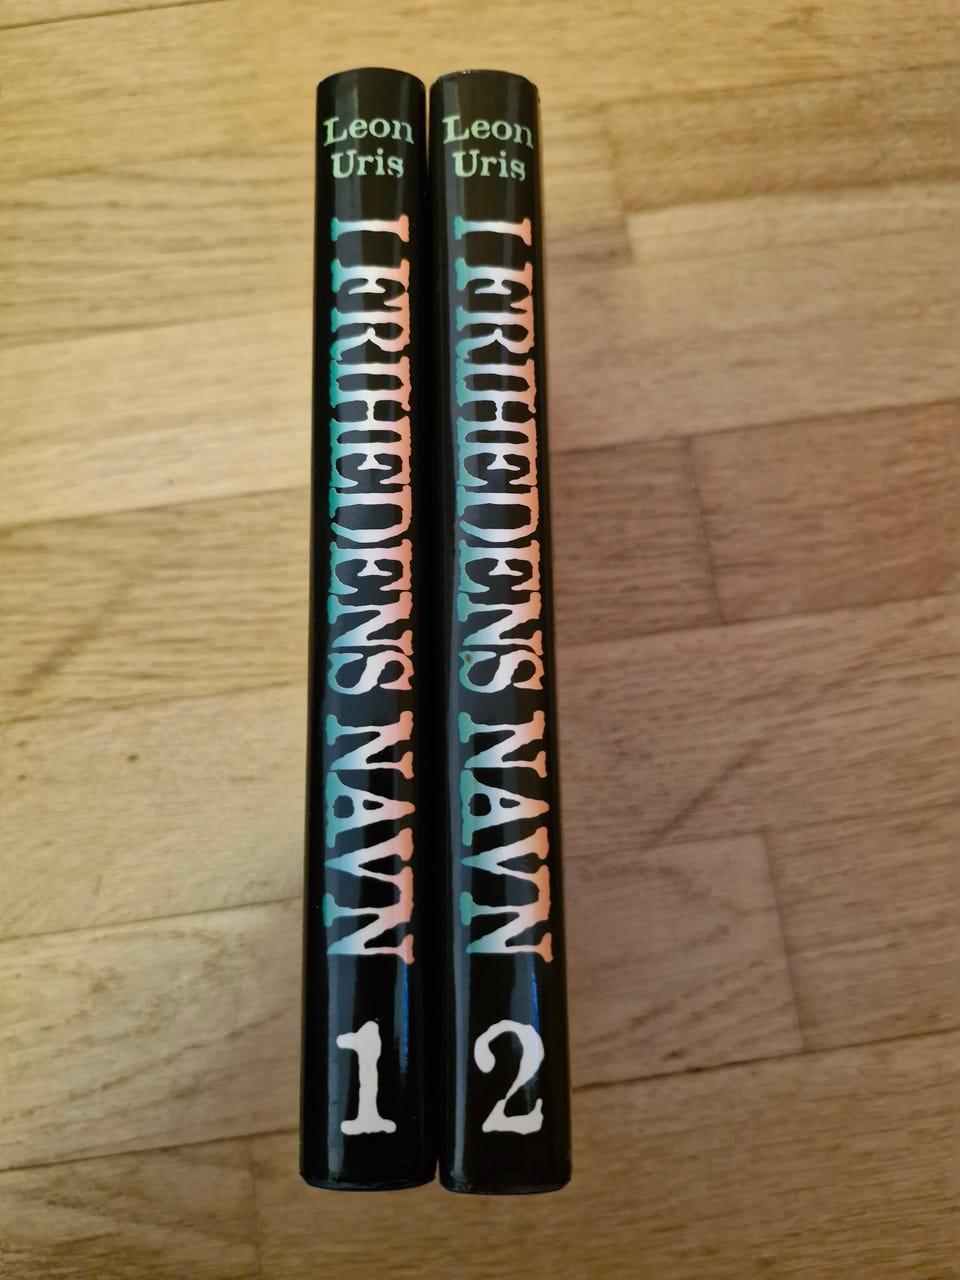 Leon
Uris
I FRIHEDENS NAVN
1
Leon
Uris
I FRIHEDENS NAVN
2